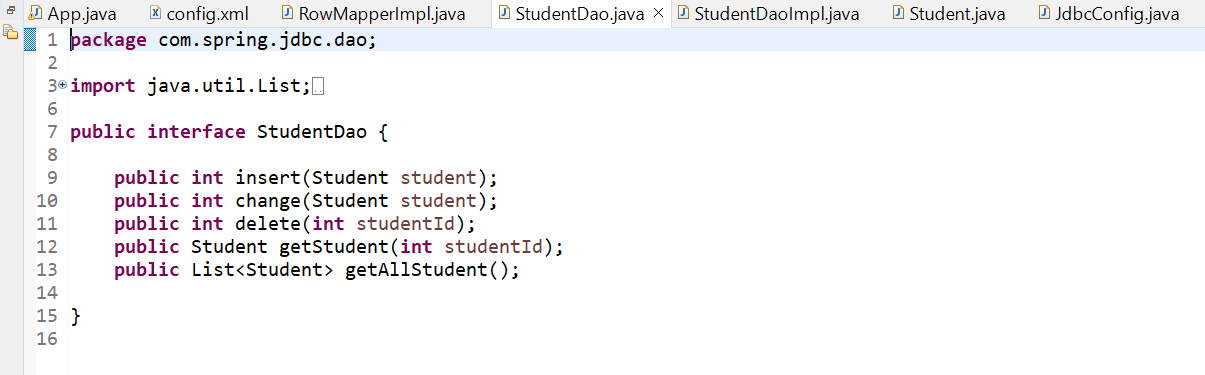 App.java config.xml RowMapperImpl.java StudentDao.java StudentDaoImpl.java Student.java JdbcConfig.java
1 package com.spring.jdbc.dao;
2
3 import java.util.List;
6
7 public interface StudentDao {
8
9 public int insert(Student student);
10 public int change(Student student);
11 public int delete(int studentId);
12 public Student getStudent(int studentId);
13 public List<Student> getAllStudent();
14
15 }
16